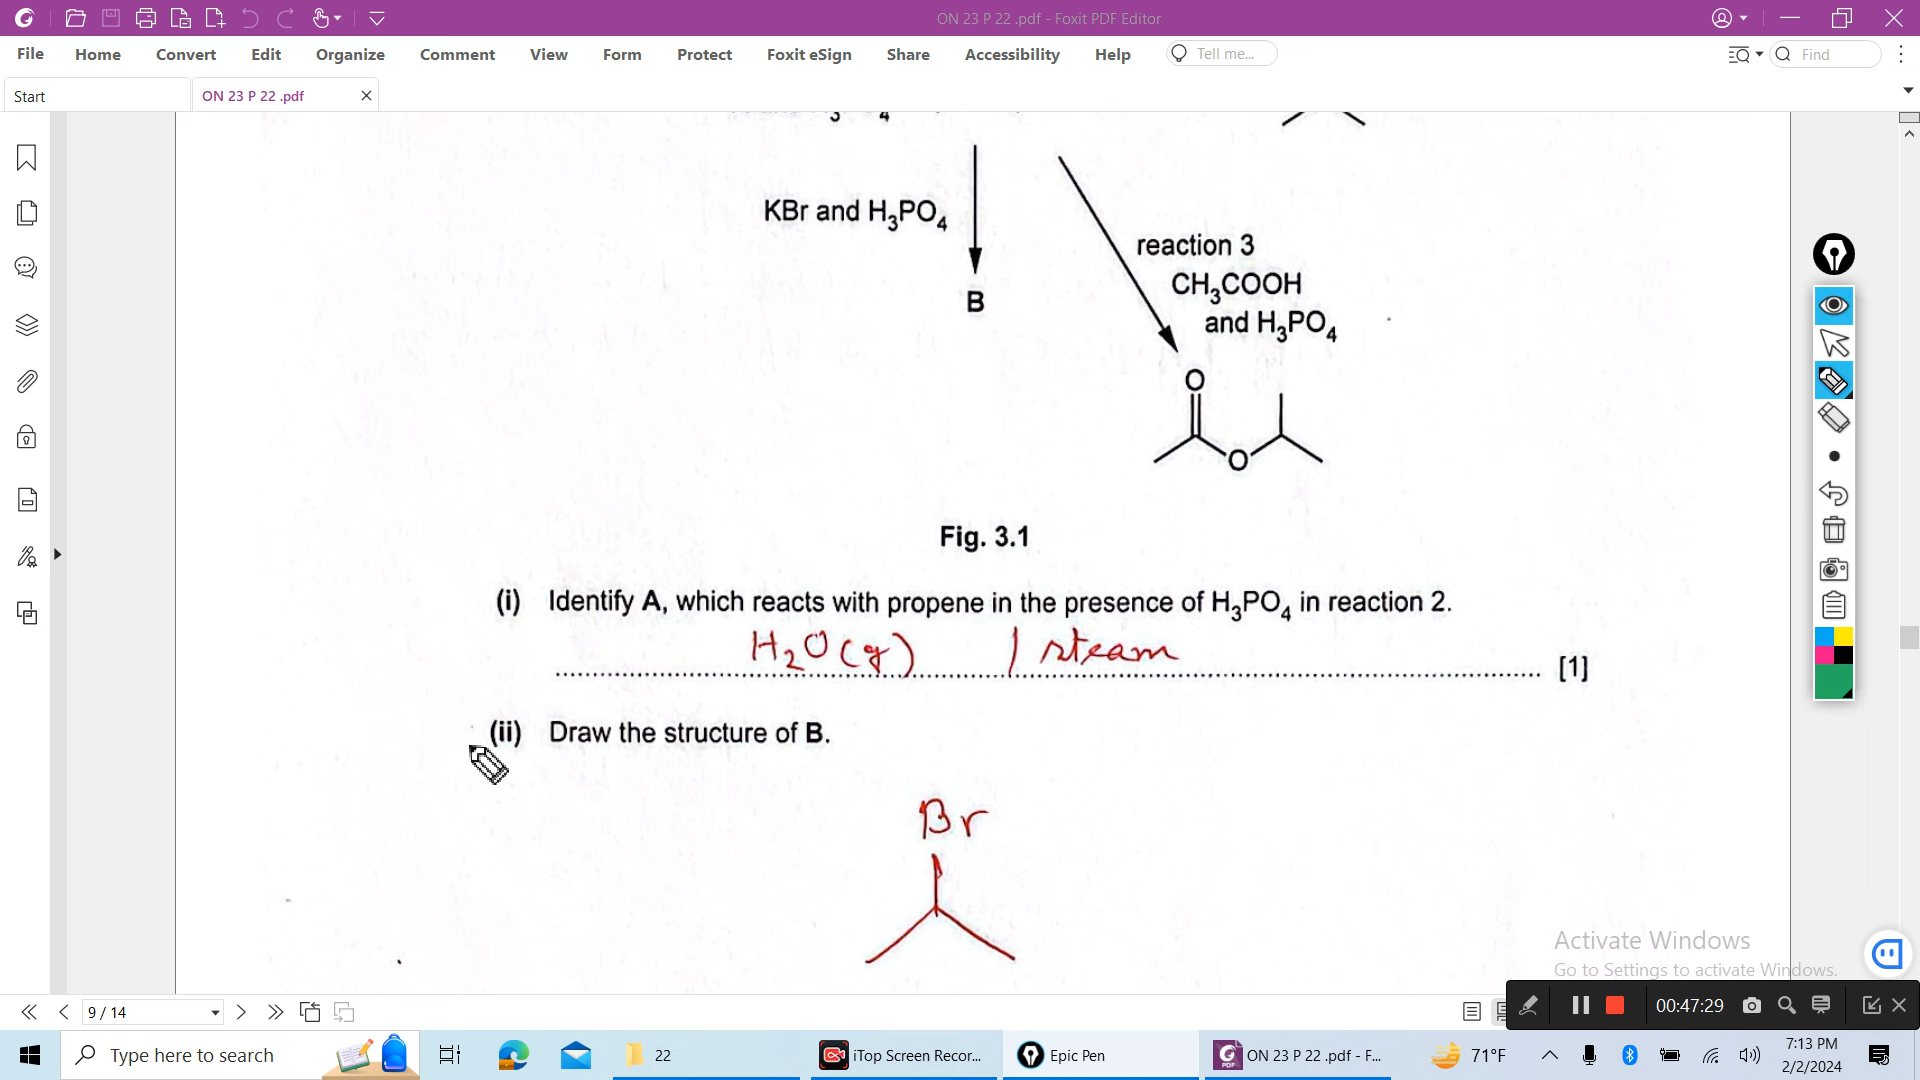 ON 23 P 22 .pdf - Foxit PDF Editor
File Home Convert Edit Organize Comment View Form Protect Foxit eSign Share Accessibility Help Tell me... Find
Start ON 23 P 22 .pdf
KBr and H3PO4
reaction 3
CH3COOH
and H3PO4
B
O
O
Fig. 3.1
(i) Identify A, which reacts with propene in the presence of H3PO4 in reaction 2.
H2O(g) / steam
[1]
(ii) Draw the structure of B.
Br
Activate Windows
Go to Settings to activate Windows.
9 / 14
00:47:29
Type here to search 22 iTop Screen Recor... Epic Pen ON 23 P 22 .pdf - F... 71°F 7:13 PM
2/2/2024